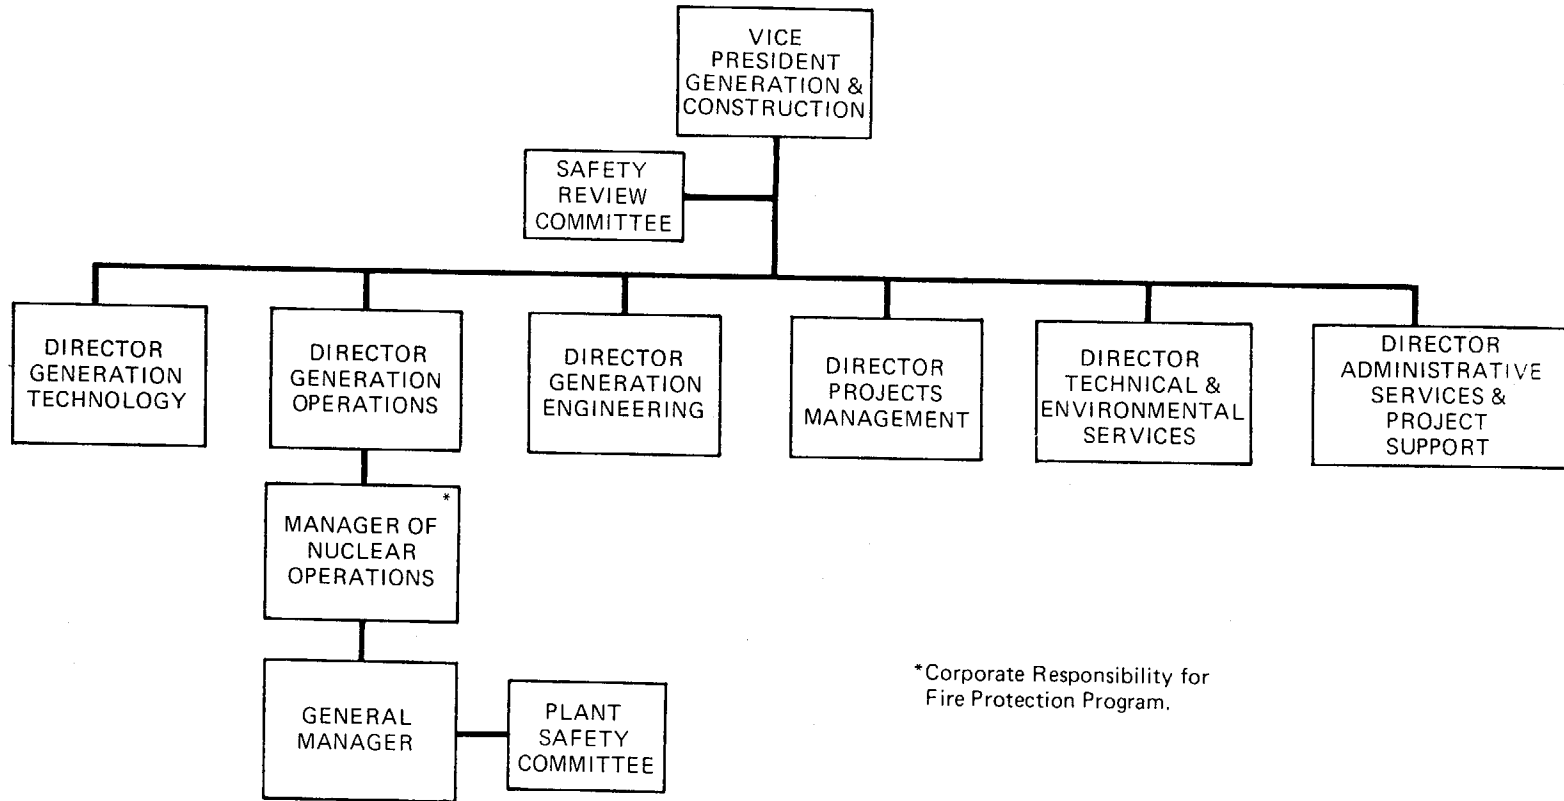 VICE
PRESIDENT
GENERATION &
CONSTRUCTION
SAFETY
REVIEW
COMMITTEE
DIRECTOR
GENERATION
TECHNOLOGY
DIRECTOR
GENERATION
OPERATIONS
DIRECTOR
GENERATION
ENGINEERING
DIRECTOR
PROJECTS
MANAGEMENT
DIRECTOR
TECHNICAL &
ENVIRONMENTAL
SERVICES
DIRECTOR
ADMINISTRATIVE
SERVICES &
PROJECT
SUPPORT
*
MANAGER OF
NUCLEAR
OPERATIONS
GENERAL
MANAGER
PLANT
SAFETY
COMMITTEE
*Corporate Responsibility for
Fire Protection Program.